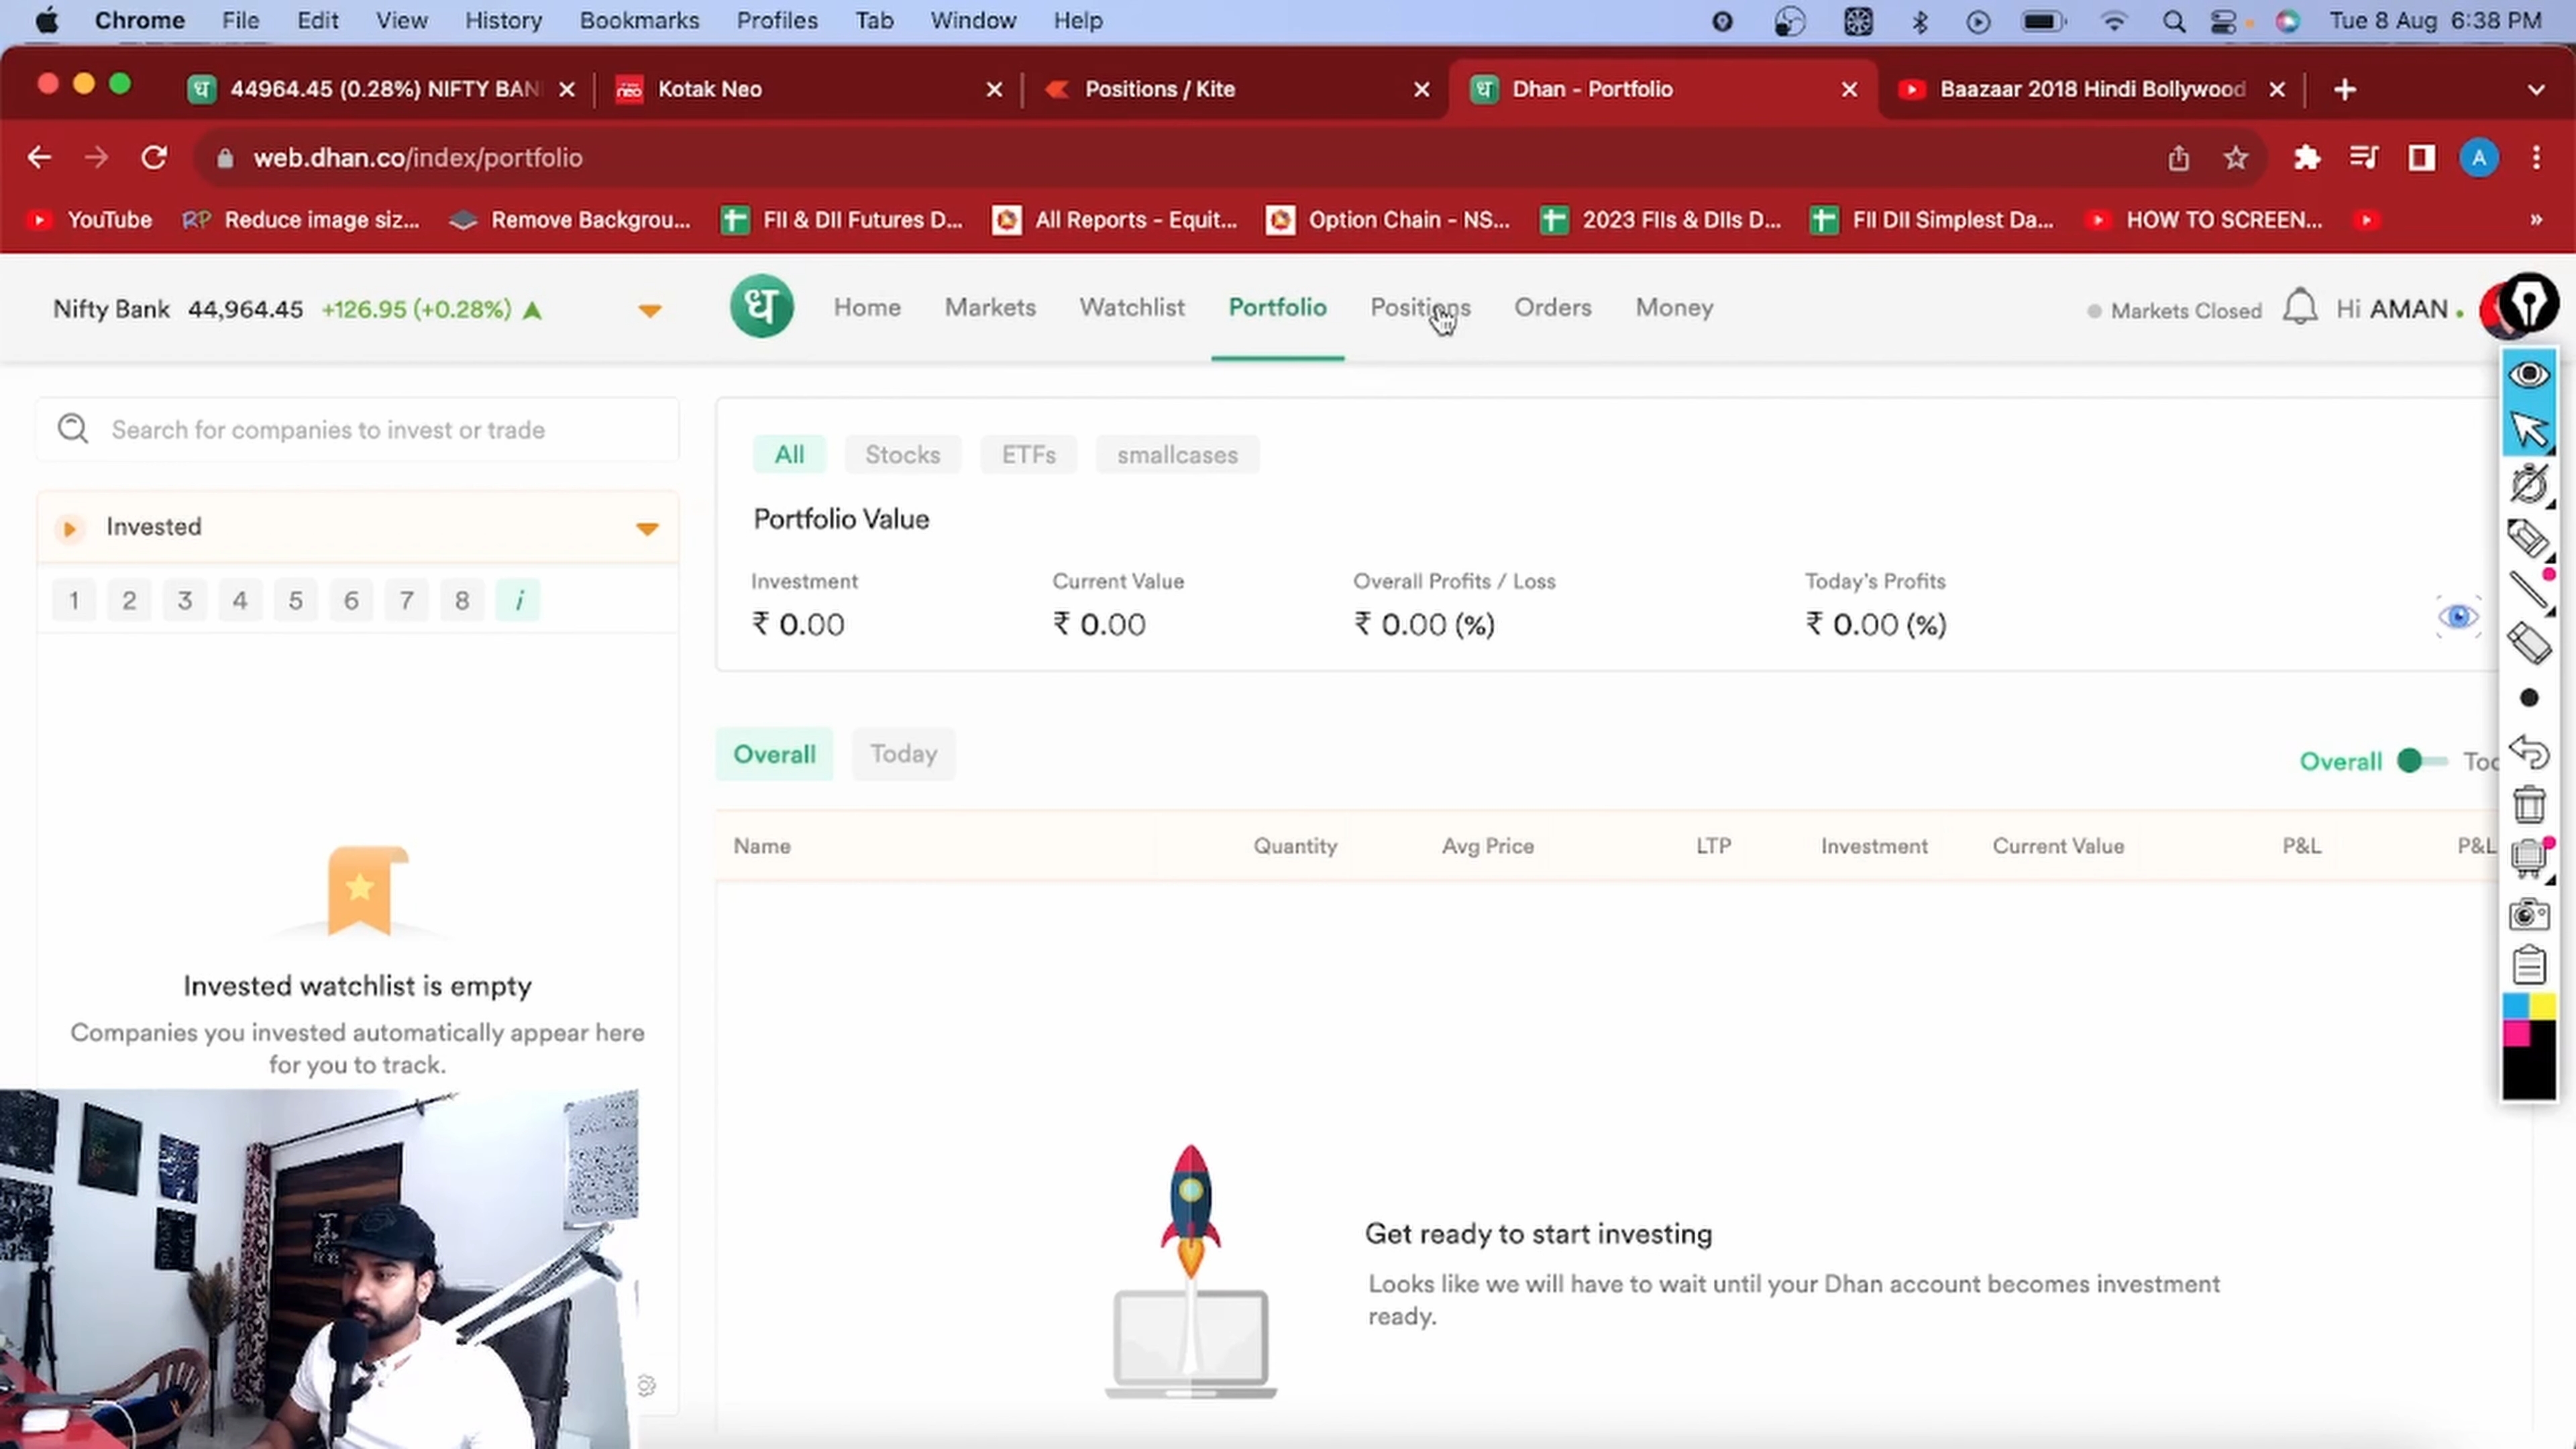 Chrome File Edit View History Bookmarks Profiles Tab Window Help Tue 8 Aug 6:38 PM
ध 44964.45 (0.28%) NIFTY BAN neo Kotak Neo Positions / Kite ध Dhan - Portfolio Baazaar 2018 Hindi Bollywood
web.dhan.co/index/portfolio A
YouTube RP Reduce image siz... Remove Backgrou... FII & DII Futures D... All Reports - Equit... Option Chain - NS... 2023 FIIs & DIIs D... FII DII Simplest Da... HOW TO SCREEN... »
Nifty Bank 44,964.45 +126.95 (+0.28%) ध Home Markets Watchlist Portfolio Positions Orders Money Markets Closed Hi AMAN
Search for companies to invest or trade
Invested
1 2 3 4 5 6 7 8 i
Invested watchlist is empty
Companies you invested automatically appear here
for you to track.
All Stocks ETFs smallcases
Portfolio Value
Investment Current Value Overall Profits / Loss Today's Profits
₹ 0.00 ₹ 0.00 ₹ 0.00 (%) ₹ 0.00 (%)
Overall Today Overall
Name Quantity Avg Price LTP Investment Current Value P&L P&L
Get ready to start investing
Looks like we will have to wait until your Dhan account becomes investment
ready.